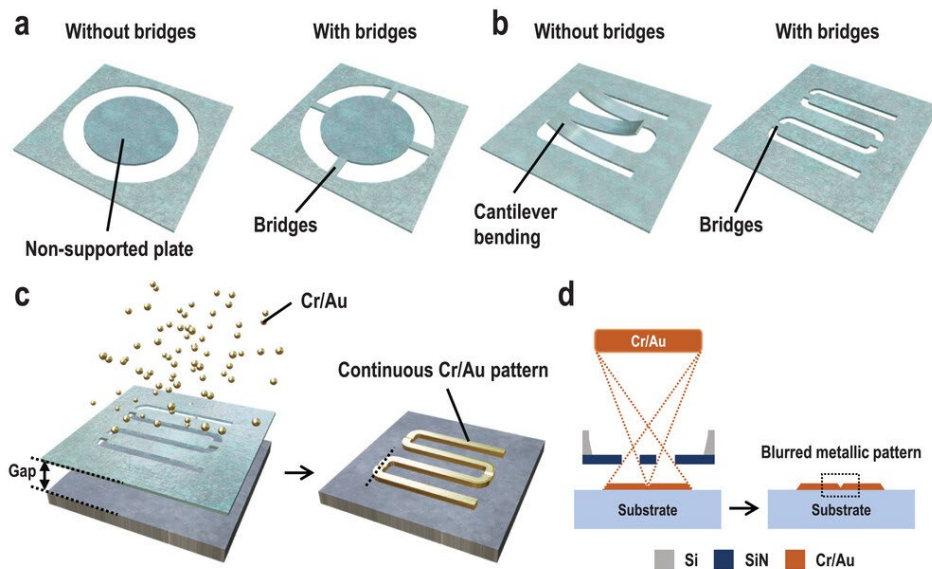 a
Without bridges
With bridges
Non-supported plate
Bridges
b
Without bridges
With bridges
Cantilever
bending
Bridges
c
Cr/Au
Gap
Continuous Cr/Au pattern
d
Cr/Au
Substrate
Blurred metallic pattern
Substrate
Si
SiN
Cr/Au